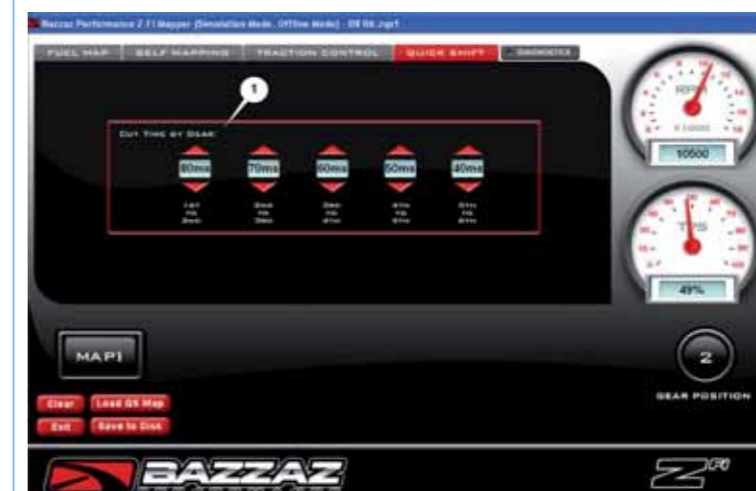 Bazzaz Performance Z FI Mapper (Simulation Mode, Offline Mode) - 08 R6.zqs1
FUEL MAP SELF MAPPING TRACTION CONTROL QUICK SHIFT DIAGNOSTICS
1
CUT TIME BY GEAR:
80ms 70ms 60ms 50ms 40ms
1ST 2ND 3RD 4TH 5TH
TO TO TO TO TO
2ND 3RD 4TH 5TH 6TH
RPM
X1000
10500
TPS
49%
MAP1
2
GEAR POSITION
Clear Load QS Map
Exit Save to Disk
BAZZAZ
Z FI